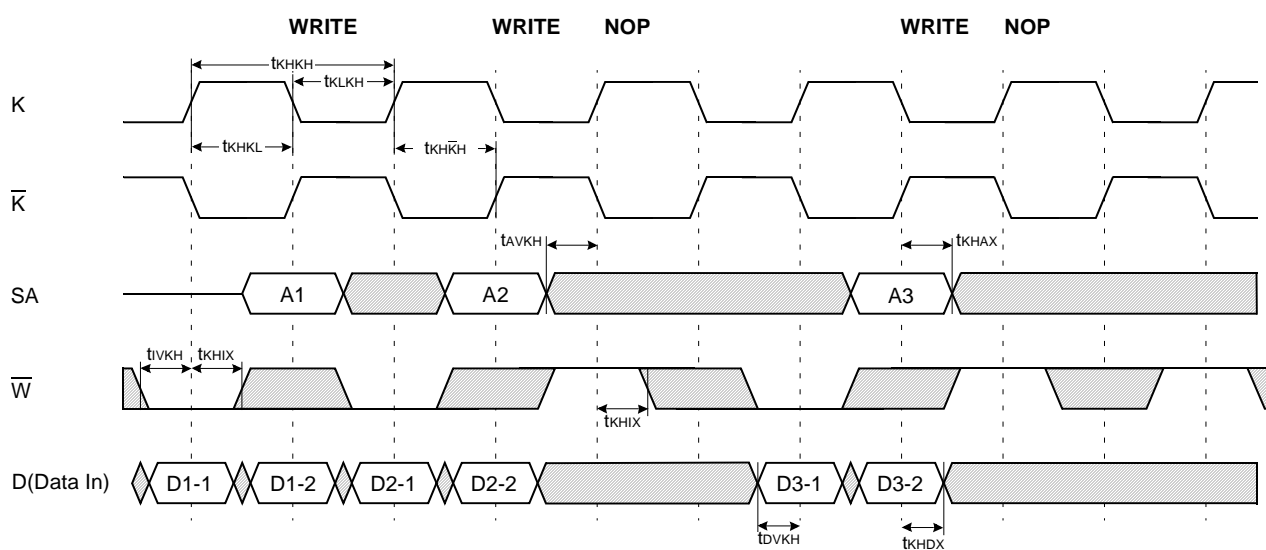 WRITE WRITE NOP WRITE NOP
tKHKH
tKLKH
K
tKHKL tKHK̅H
K̅
tAVKH tKHAX
SA A1 A2 A3
tIVKH tKHIX
W̅
tKHIX
D(Data In) D1-1 D1-2 D2-1 D2-2 D3-1 D3-2
tDVKH tKHDX